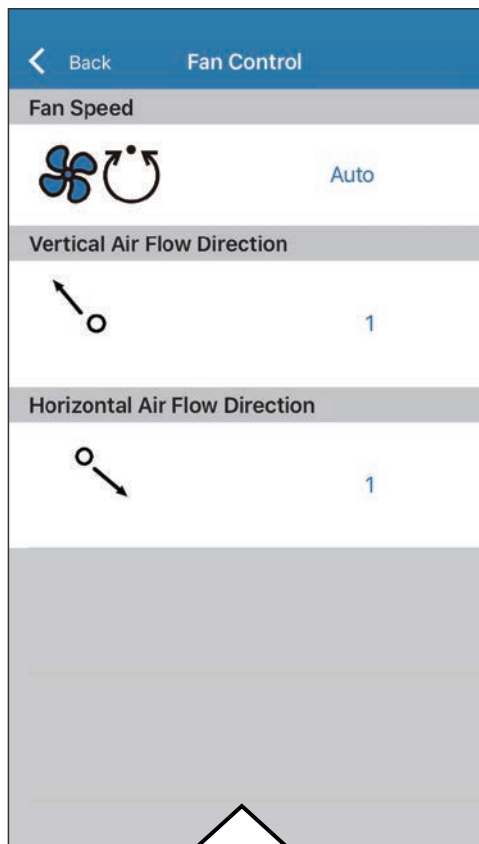 Back Fan Control
Fan Speed
Auto
Vertical Air Flow Direction
1
Horizontal Air Flow Direction
1